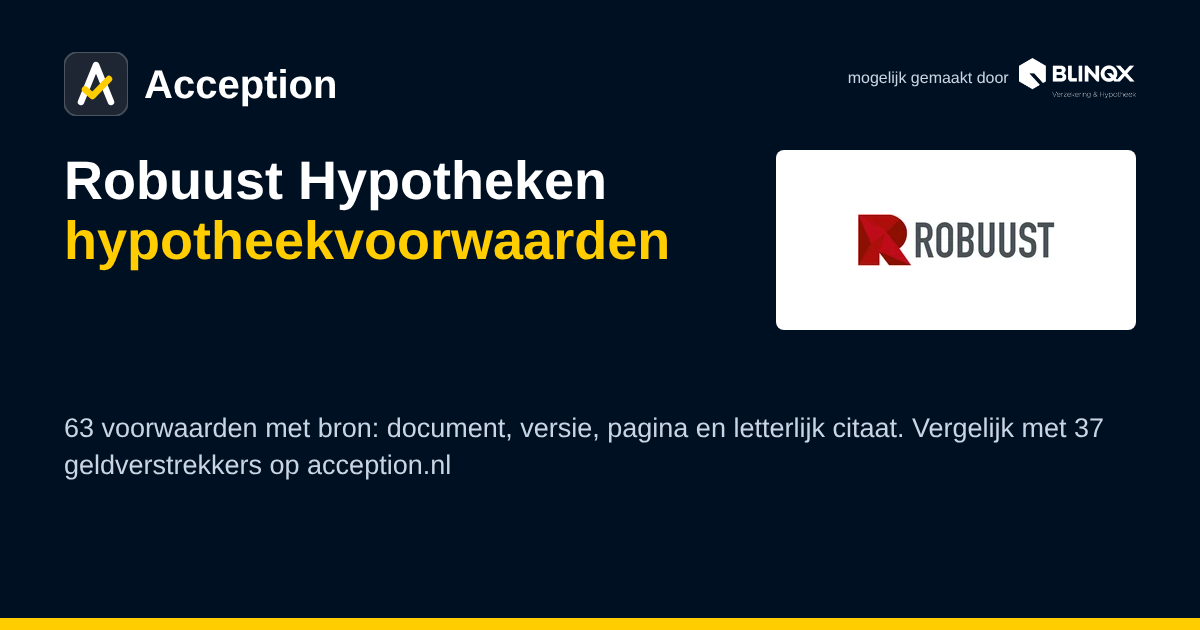 Acception
mogelijk gemaakt door
BLINQX
Verzekering & Hypotheek
Robuust Hypotheken
hypotheekvoorwaarden
ROBUUST
63 voorwaarden met bron: document, versie, pagina en letterlijk citaat. Vergelijk met 37
geldverstrekkers op acception.nl